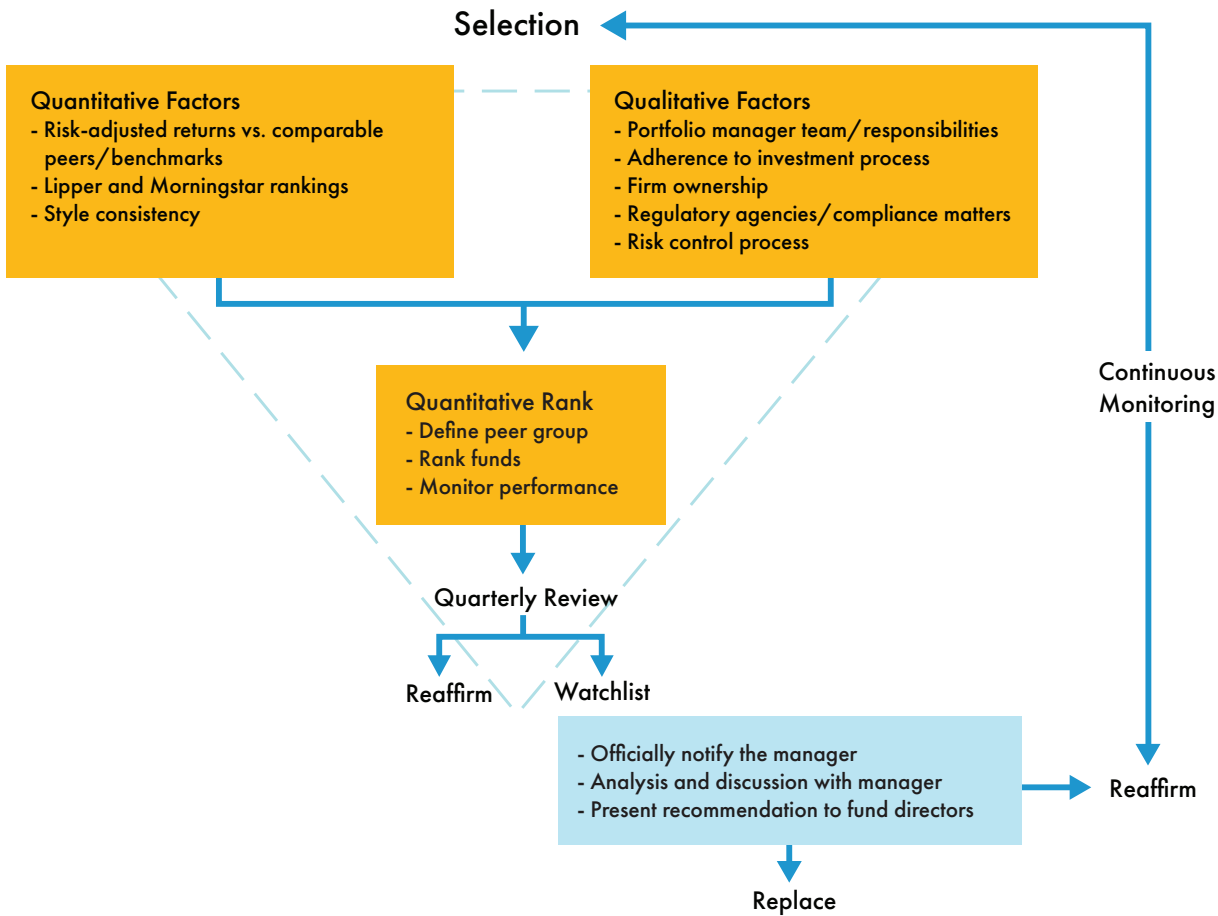 Selection
Quantitative Factors
- Risk-adjusted returns vs. comparable
peers/benchmarks
- Lipper and Morningstar rankings
- Style consistency
Qualitative Factors
- Portfolio manager team/responsibilities
- Adherence to investment process
- Firm ownership
- Regulatory agencies/compliance matters
- Risk control process
Quantitative Rank
- Define peer group
- Rank funds
- Monitor performance
Continuous
Monitoring
Quarterly Review
Reaffirm
Watchlist
- Officially notify the manager
- Analysis and discussion with manager
- Present recommendation to fund directors
Reaffirm
Replace